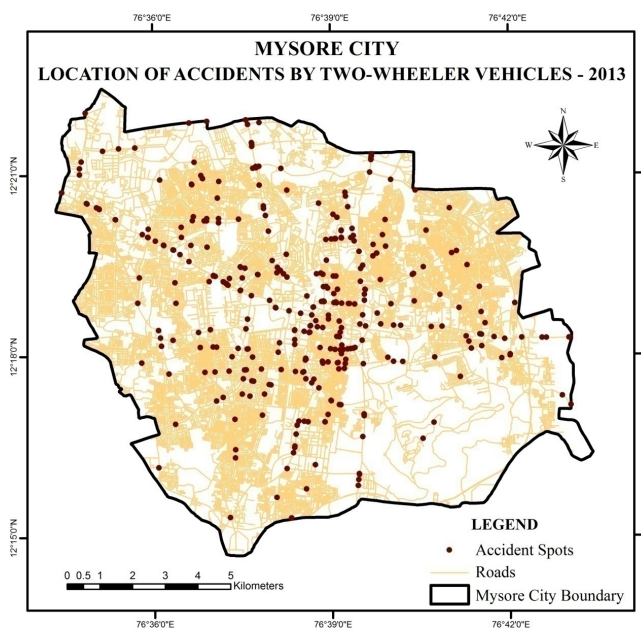 76°36'0"E 76°39'0"E 76°42'0"E
MYSORE CITY
LOCATION OF ACCIDENTS BY TWO-WHEELER VEHICLES - 2013
N
W E
S
12°21'0"N
12°18'0"N
12°15'0"N
LEGEND
Accident Spots
Roads
Mysore City Boundary
0 0.5 1 2 3 4 5
Kilometers
76°36'0"E 76°39'0"E 76°42'0"E